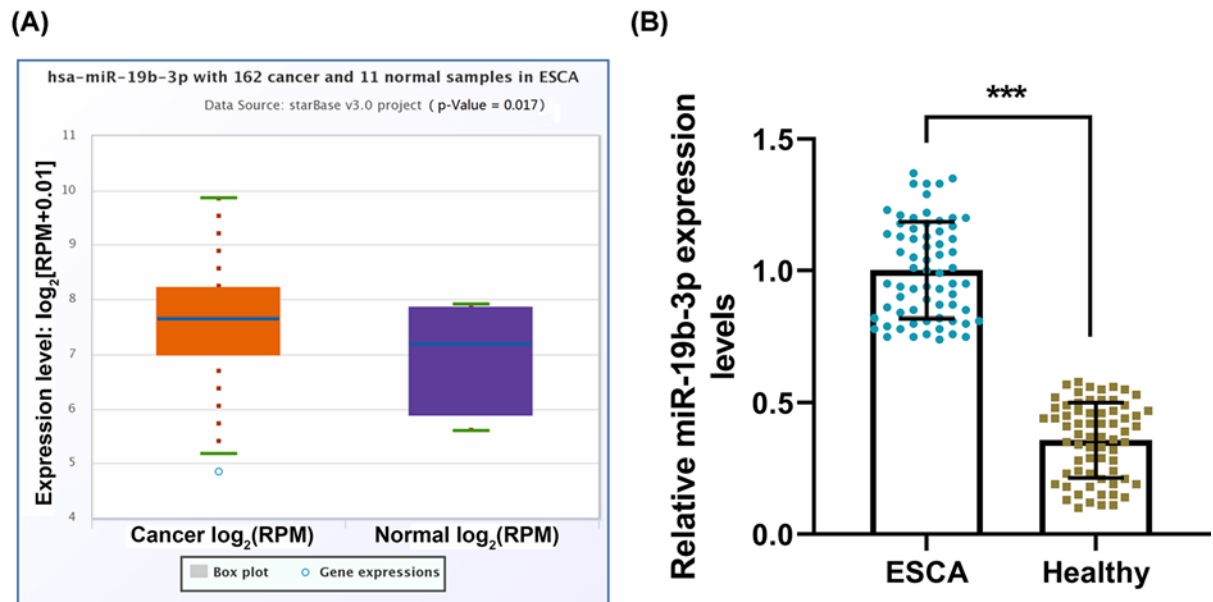 (A)
hsa-miR-19b-3p with 162 cancer and 11 normal samples in ESCA
Data Source: starBase v3.0 project ( p-Value = 0.017)
Expression level: log₂[RPM+0.01)
11
10
9
8
7
6
5
4
Cancer log₂(RPM)
Normal log₂(RPM)
Box plot
Gene expressions
(B)
***
Relative miR-19b-3p expression
levels
1.5
1.0
0.5
0.0
ESCA
Healthy